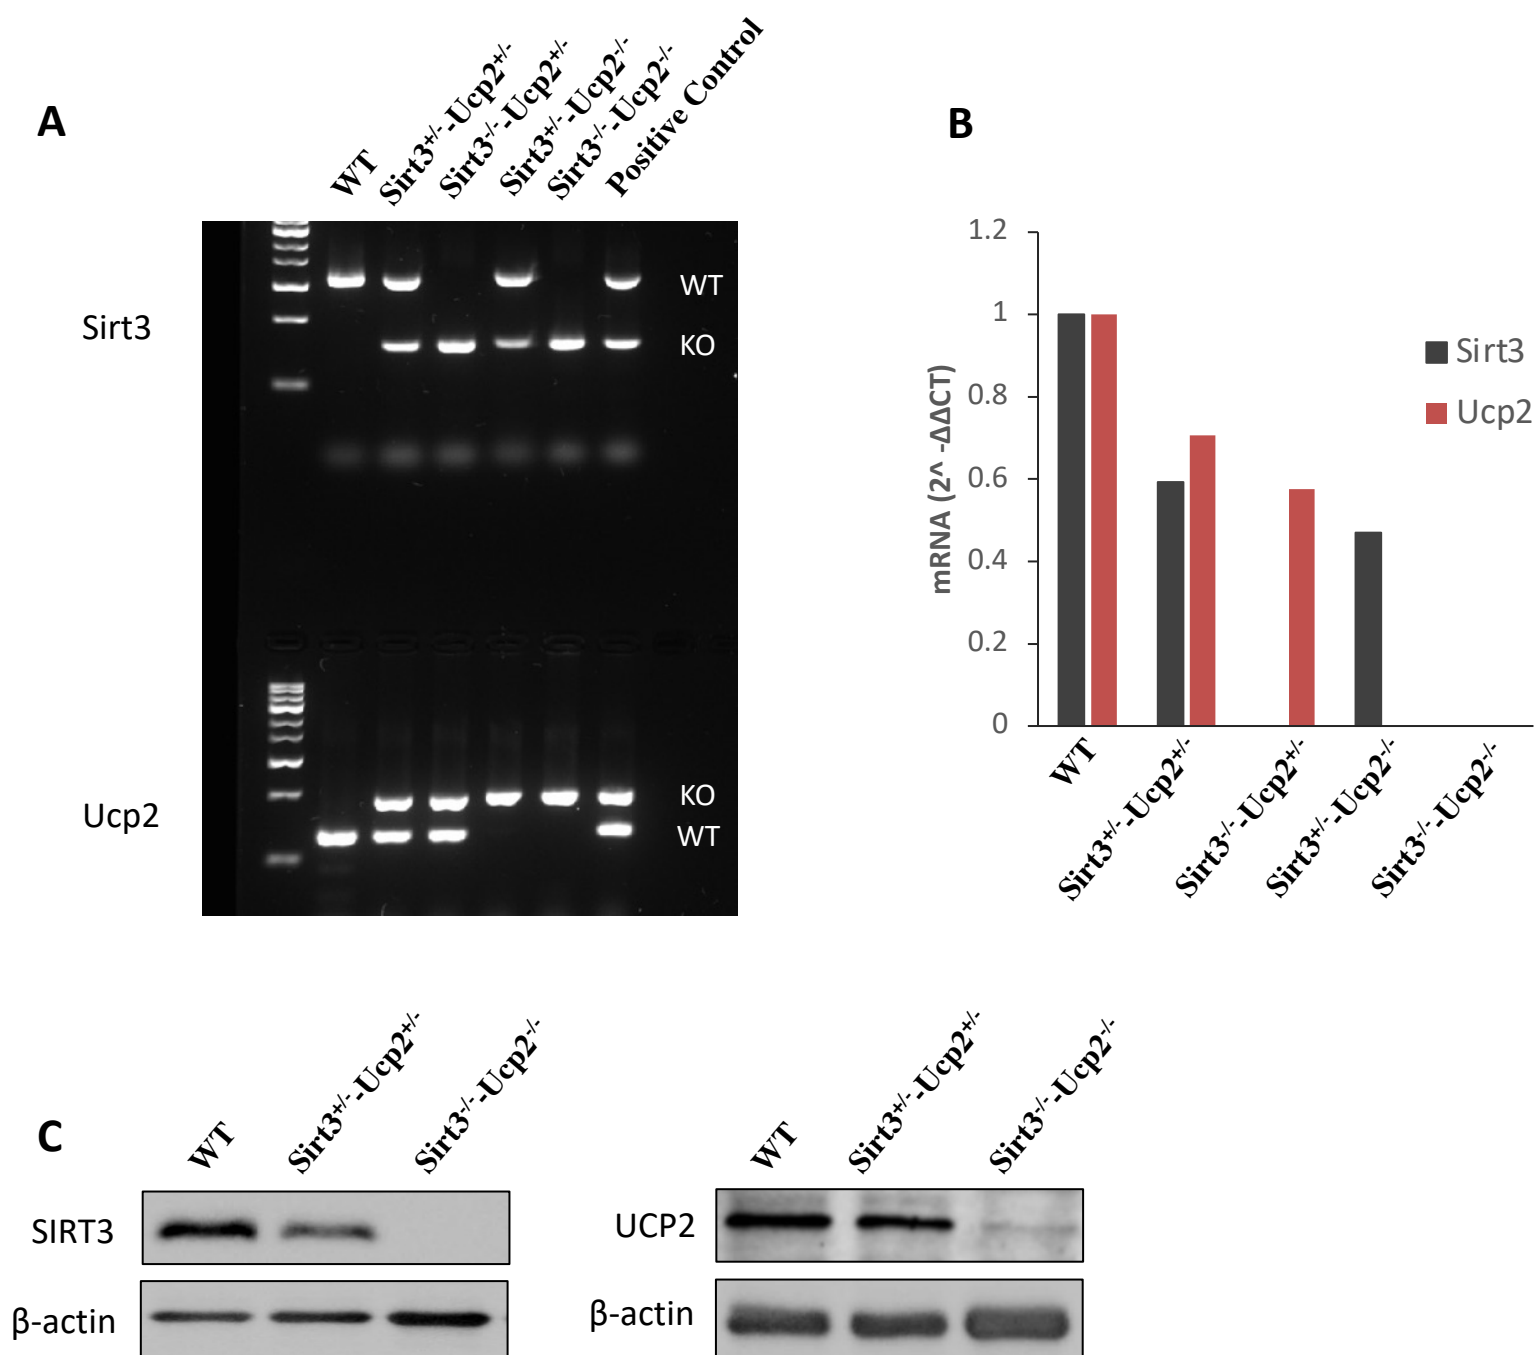 A
WT
Sirt3+/--Ucp2+/-
Sirt3-/--Ucp2+/-
Sirt3+/--Ucp2-/-
Sirt3-/--Ucp2-/-
Positive Control
Sirt3
WT
KO
Ucp2
KO
WT
B
mRNA (2^ -ΔΔCT)
1.2
1
0.8
0.6
0.4
0.2
0
Sirt3
Ucp2
WT
Sirt3+/--Ucp2+/-
Sirt3-/--Ucp2+/-
Sirt3+/--Ucp2-/-
Sirt3-/--Ucp2-/-
C
WT
Sirt3+/--Ucp2+/-
Sirt3-/--Ucp2-/-
SIRT3
β-actin
WT
Sirt3+/--Ucp2+/-
Sirt3-/--Ucp2-/-
UCP2
β-actin